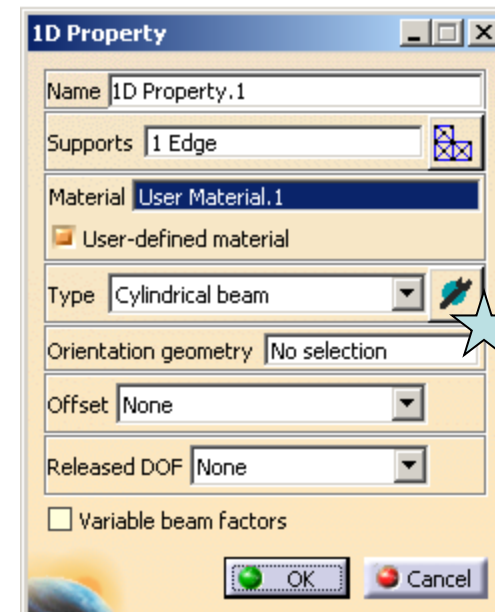 1D Property
Name 1D Property.1
Supports 1 Edge
Material User Material.1
User-defined material
Type Cylindrical beam
Orientation geometry No selection
Offset None
Released DOF None
Variable beam factors
OK Cancel